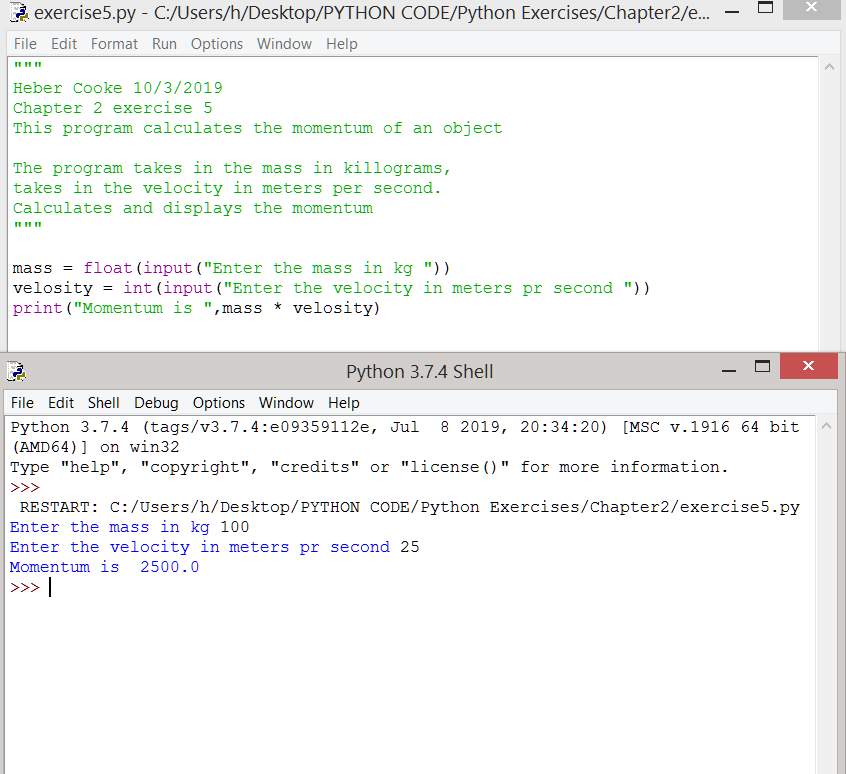 exercise5.py - C:/Users/h/Desktop/PYTHON CODE/Python Exercises/Chapter2/e...
File Edit Format Run Options Window Help
"""
Heber Cooke 10/3/2019
Chapter 2 exercise 5
This program calculates the momentum of an object
The program takes in the mass in killograms,
takes in the velocity in meters per second.
Calculates and displays the momentum
"""
mass = float(input("Enter the mass in kg "))
velosity = int(input("Enter the velocity in meters pr second "))
print("Momentum is ",mass * velosity)
Python 3.7.4 Shell
File Edit Shell Debug Options Window Help
Python 3.7.4 (tags/v3.7.4:e09359112e, Jul  8 2019, 20:34:20) [MSC v.1916 64 bit
(AMD64)] on win32
Type "help", "copyright", "credits" or "license()" for more information.
>>>
 RESTART: C:/Users/h/Desktop/PYTHON CODE/Python Exercises/Chapter2/exercise5.py
Enter the mass in kg 100
Enter the velocity in meters pr second 25
Momentum is  2500.0
>>>